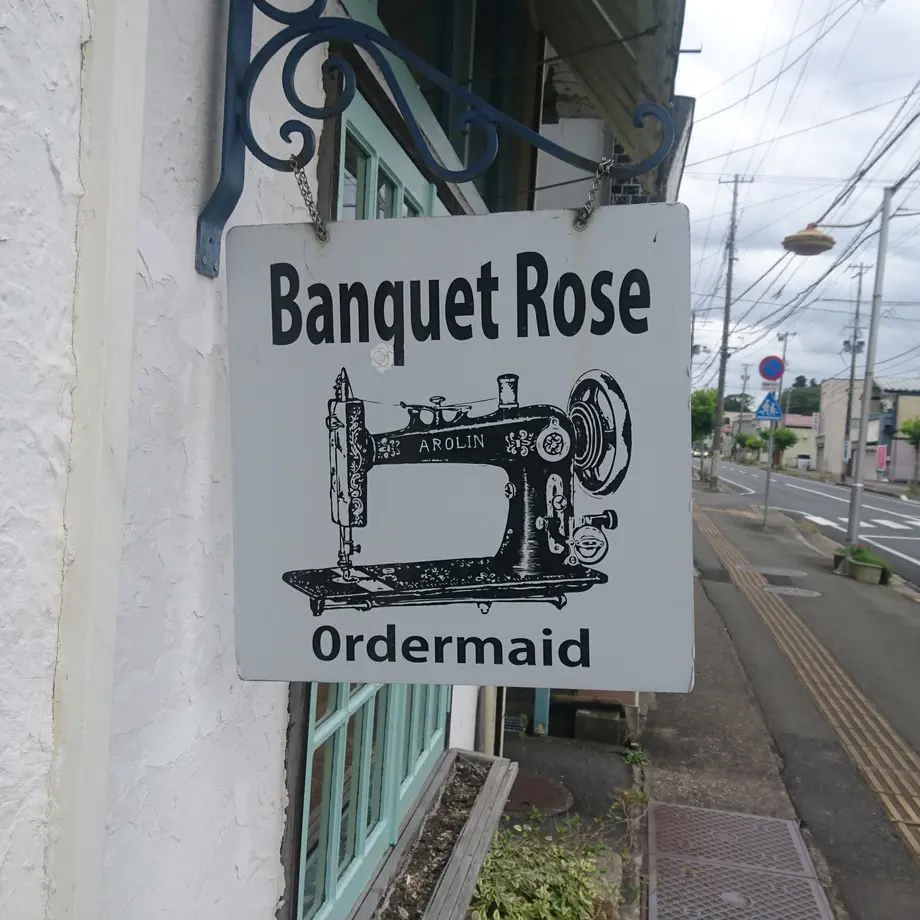 Banquet Rose
AROLIN
Ordermaid